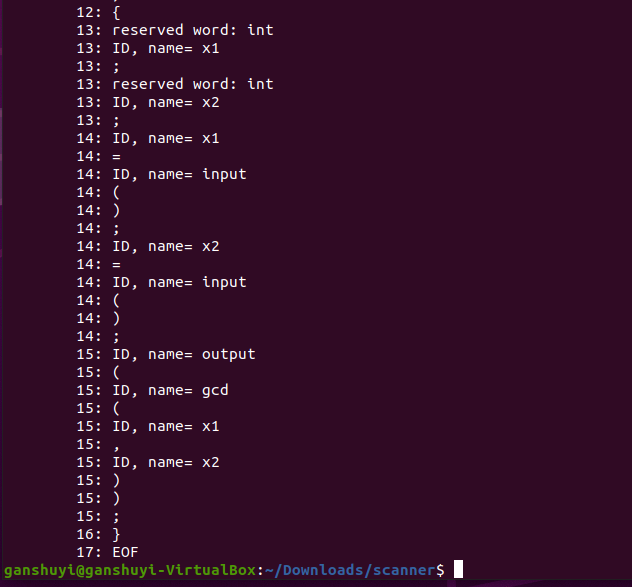 12: {
13: reserved word: int
13: ID, name= x1
13: ;
13: reserved word: int
13: ID, name= x2
13: ;
14: ID, name= x1
14: =
14: ID, name= input
14: (
14: )
14: ;
14: ID, name= x2
14: =
14: ID, name= input
14: (
14: )
14: ;
15: ID, name= output
15: (
15: ID, name= gcd
15: (
15: ID, name= x1
15: ,
15: ID, name= x2
15: )
15: )
15: ;
16: }
17: EOF
ganshuyi@ganshuyi-VirtualBox:~/Downloads/scanner$